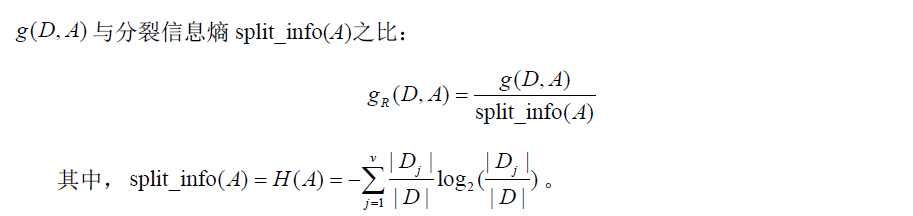 g(D, A) 与分裂信息熵 split_info(A)之比：
g_R(D, A) = g(D, A) / split_info(A)
其中， split_info(A) = H(A) = -∑_{j=1}^{v} |D_j| / |D| log_2(|D_j| / |D|) 。